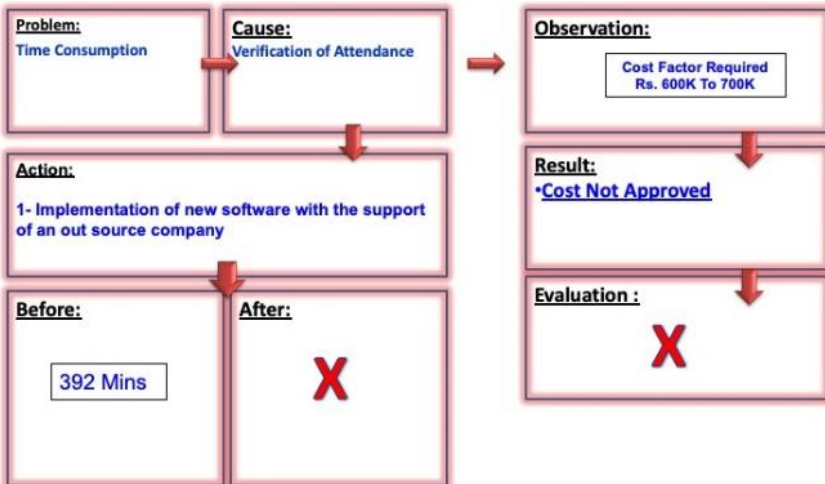 Problem:
Time Consumption
Cause:
Verification of Attendance
Action:
1- Implementation of new software with the support
of an out source company
Before:
392 Mins
After:
X
Observation:
Cost Factor Required
Rs. 600K To 700K
Result:
•Cost Not Approved
Evaluation :
X